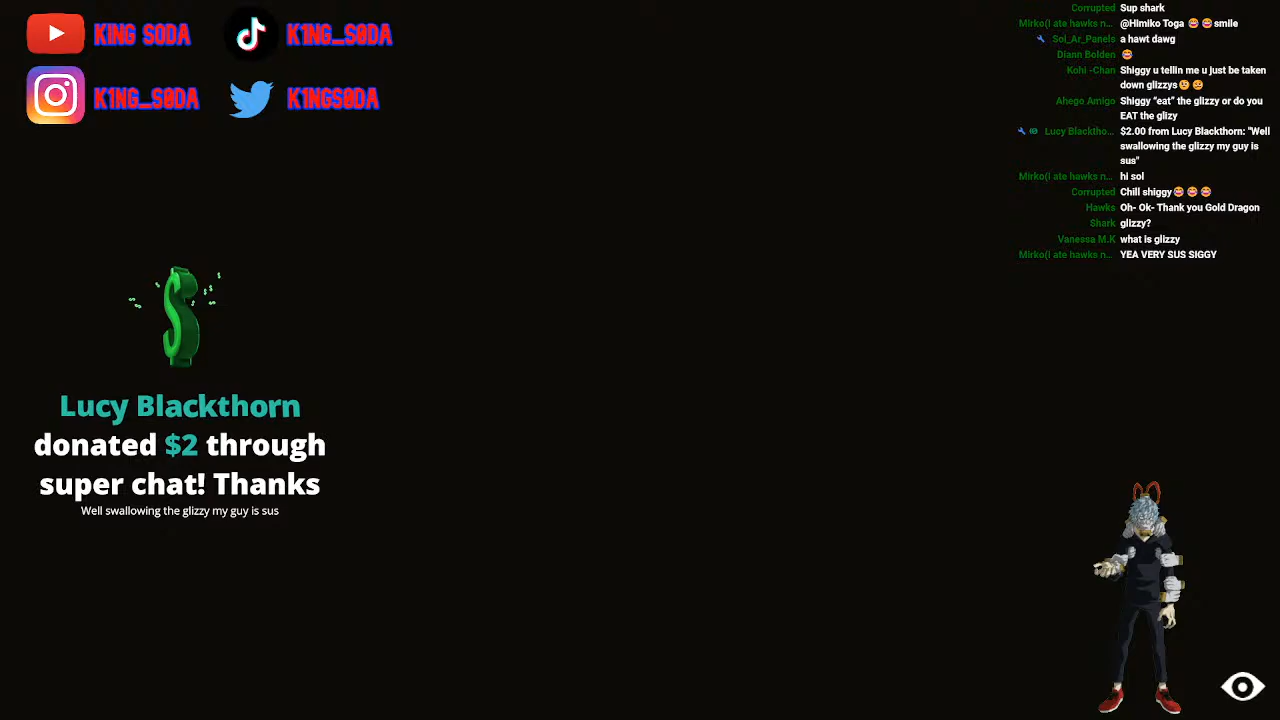 KING SODA
K1NG_S0DA
K1NG_S0DA
K1NGS0DA
Lucy Blackthorn
donated $2 through
super chat! Thanks
Well swallowing the glizzy my guy is sus
Corrupted Sup shark
Mirko(I ate hawks n... @Himiko Toga 😂😂smile
Sol_Ar_Panels a hawt dawg
Diann Bolden 😂
Kohi -Chan Shiggy u tellin me u just be taken
down glizzys🤨😐
Ahego Amigo Shiggy “eat” the glizzy or do you
EAT the glizy
Lucy Blacktho... $2.00 from Lucy Blackthorn: "Well
swallowing the glizzy my guy is
sus"
Mirko(I ate hawks n... hi sol
Corrupted Chill shiggy😂😂😂
Hawks Oh- Ok- Thank you Gold Dragon
Shark glizzy?
Vanessa M.K what is glizzy
Mirko(I ate hawks n... YEA VERY SUS SIGGY